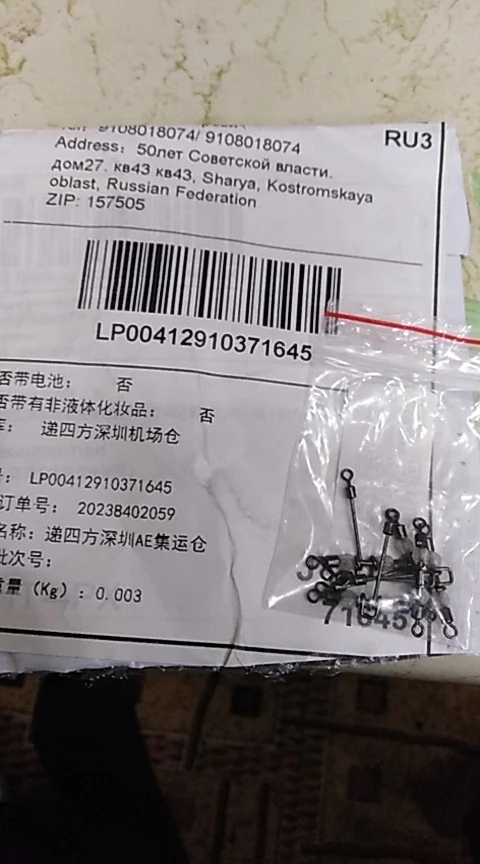 9108018074/ 9108018074
RU3
Address: 50лет Советской власти.
дом27. кв43 кв43, Sharya, Kostromskaya
oblast, Russian Federation
ZIP: 157505
LP00412910371645
否带电池： 否
否带有非液体化妆品： 否
递四方深圳机场仓
LP00412910371645
订单号： 20238402059
名称：递四方深圳AE集运仓
批次号：
重量（Kg）：0.003